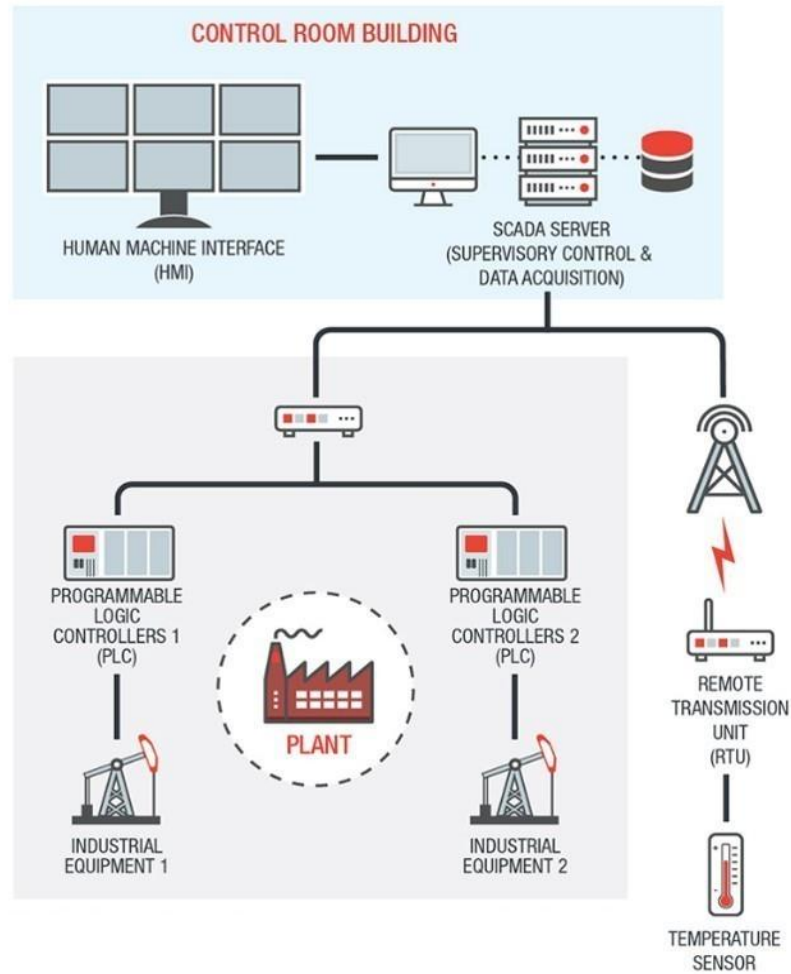 CONTROL ROOM BUILDING
HUMAN MACHINE INTERFACE
(HMI)
SCADA SERVER
(SUPERVISORY CONTROL &
DATA ACQUISITION)
PROGRAMMABLE
LOGIC
CONTROLLERS 1
(PLC)
PROGRAMMABLE
LOGIC
CONTROLLERS 2
(PLC)
PLANT
INDUSTRIAL
EQUIPMENT 1
INDUSTRIAL
EQUIPMENT 2
REMOTE
TRANSMISSION
UNIT
(RTU)
TEMPERATURE
SENSOR